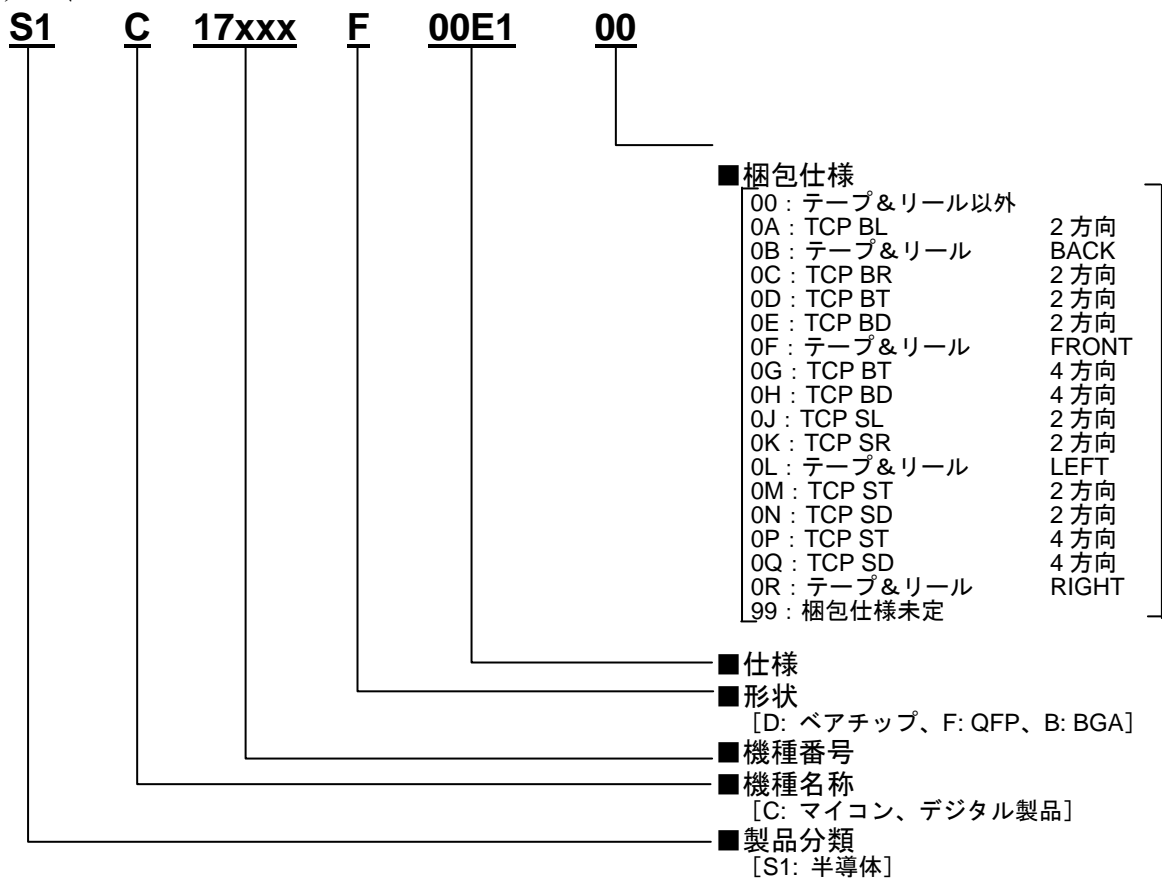 S1 C 17xxx F 00E1 00
■梱包仕様
00：テープ＆リール以外
0A：TCP BL 2方向
0B：テープ＆リール BACK
0C：TCP BR 2方向
0D：TCP BT 2方向
0E：TCP BD 2方向
0F：テープ＆リール FRONT
0G：TCP BT 4方向
0H：TCP BD 4方向
0J：TCP SL 2方向
0K：TCP SR 2方向
0L：テープ＆リール LEFT
0M：TCP ST 2方向
0N：TCP SD 2方向
0P：TCP ST 4方向
0Q：TCP SD 4方向
0R：テープ＆リール RIGHT
99：梱包仕様未定
■仕様
■形状
［D: ベアチップ、F: QFP、B: BGA］
■機種番号
■機種名称
［C: マイコン、デジタル製品］
■製品分類
［S1: 半導体］